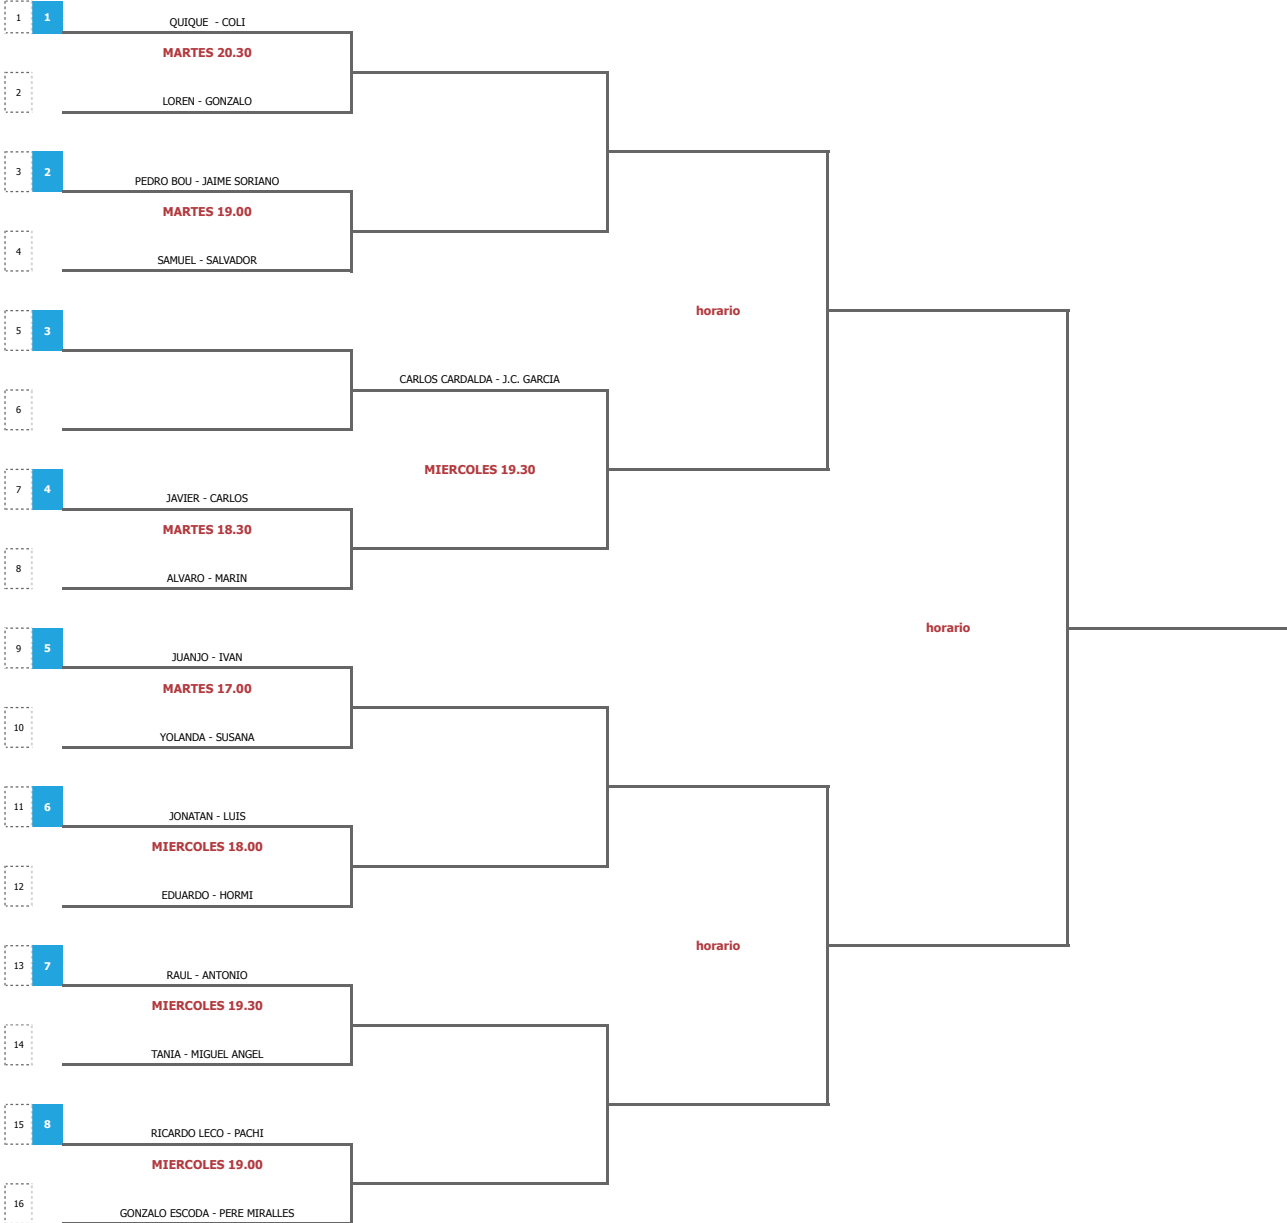 1 1 QUIQUE - COLI
MARTES 20.30
2 LOREN - GONZALO
3 2 PEDRO BOU - JAIME SORIANO
MARTES 19.00
4 SAMUEL - SALVADOR
horario
5 3
CARLOS CARDALDA - J.C. GARCIA
6
MIERCOLES 19.30
7 4 JAVIER - CARLOS
MARTES 18.30
8 ALVARO - MARIN
horario
9 5 JUANJO - IVAN
MARTES 17.00
10 YOLANDA - SUSANA
11 6 JONATAN - LUIS
MIERCOLES 18.00
12 EDUARDO - HORMI
horario
13 7 RAUL - ANTONIO
MIERCOLES 19.30
14 TANIA - MIGUEL ANGEL
15 8 RICARDO LECO - PACHI
MIERCOLES 19.00
16 GONZALO ESCODA - PERE MIRALLES